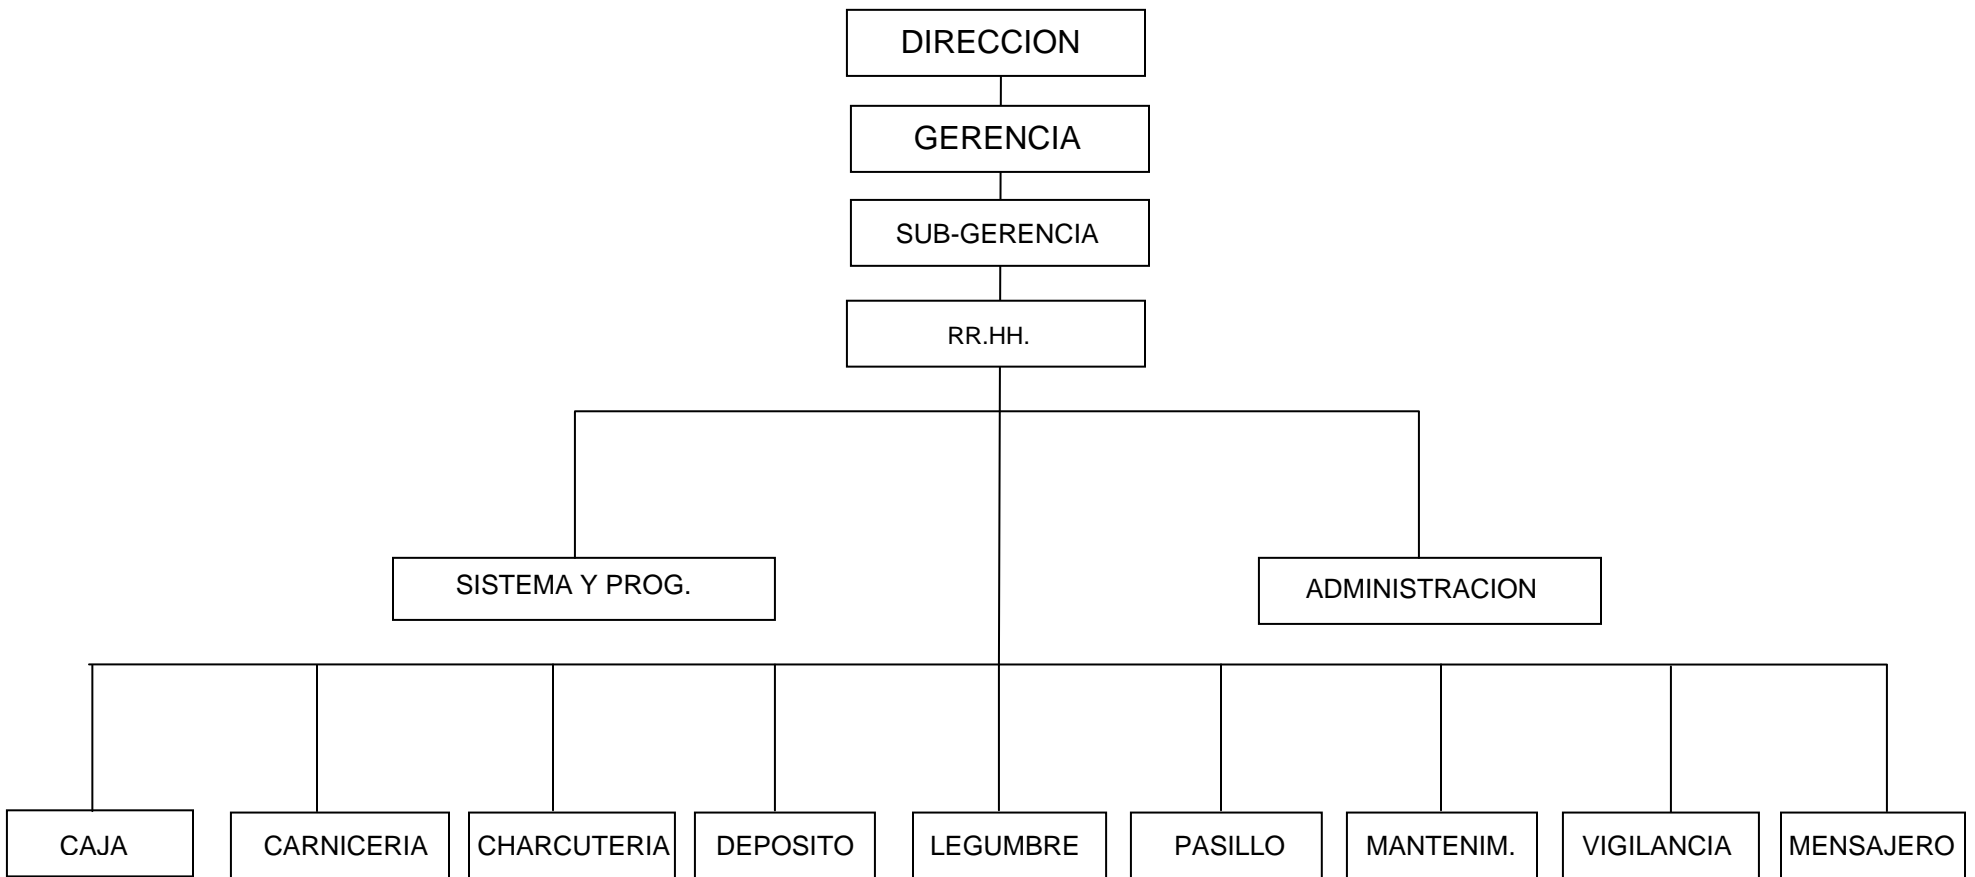 DIRECCION
GERENCIA
SUB-GERENCIA
RR.HH.
SISTEMA Y PROG.
ADMINISTRACION
CAJA
CARNICERIA
CHARCUTERIA
DEPOSITO
LEGUMBRE
PASILLO
MANTENIM.
VIGILANCIA
MENSAJERO